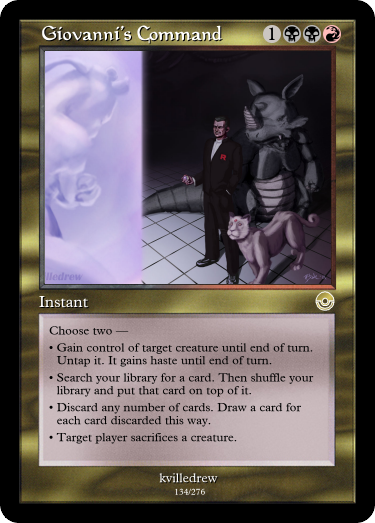 Giovanni's Command 1
lledrew
Instant
Choose two —
• Gain control of target creature until end of turn.
Untap it. It gains haste until end of turn.
• Search your library for a card. Then shuffle your
library and put that card on top of it.
• Discard any number of cards. Draw a card for
each card discarded this way.
• Target player sacrifices a creature.
kvilledrew
134/276